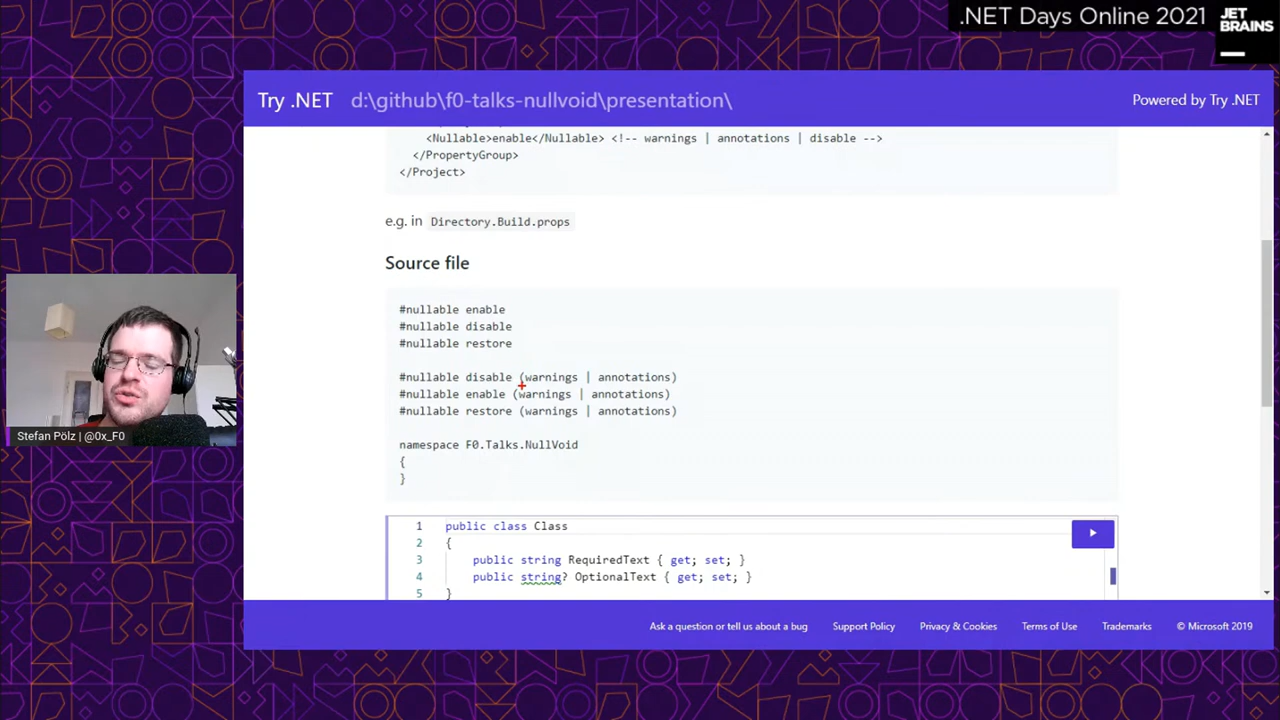 .NET Days Online 2021
JET
BRAINS
Try .NET d:\github\f0-talks-nullvoid\presentation\
Powered by Try .NET
<Nullable>enable</Nullable> <!-- warnings | annotations | disable -->
</PropertyGroup>
</Project>
e.g. in Directory.Build.props
Source file
#nullable enable
#nullable disable
#nullable restore
#nullable disable (warnings | annotations)
#nullable enable (warnings | annotations)
#nullable restore (warnings | annotations)
namespace F0.Talks.NullVoid
{
}
1 public class Class
2 {
3 public string RequiredText { get; set; }
4 public string? OptionalText { get; set; }
5 }
Stefan Pölz | @0x_F0
Ask a question or tell us about a bug Support Policy Privacy & Cookies Terms of Use Trademarks © Microsoft 2019